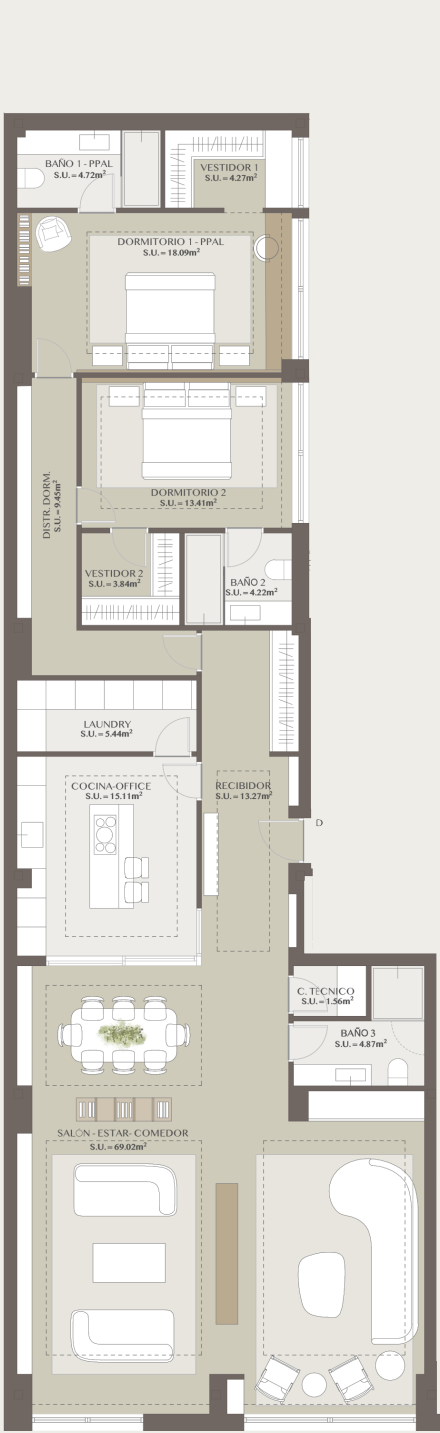 BAÑO 1 - PPAL
S.U. = 4.72m²
VESTIDOR 1
S.U. = 4.27m²
DORMITORIO 1 - PPAL
S.U. = 18.09m²
DISTR. DORM.
S.U. = 9.45m²
DORMITORIO 2
S.U. = 13.41m²
VESTIDOR 2
S.U. = 3.84m²
BAÑO 2
S.U. = 4.22m²
LAUNDRY
S.U. = 5.44m²
COCINA-OFFICE
S.U. = 15.11m²
RECIBIDOR
S.U. = 13.27m²
D
C. TECNICO
S.U. = 1.56m²
BAÑO 3
S.U. = 4.87m²
SALÓN - ESTAR- COMEDOR
S.U. = 69.02m²